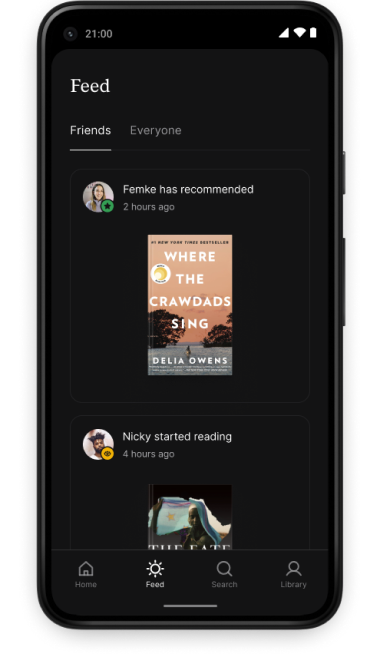 21:00
Feed
Friends Everyone
Femke has recommended
2 hours ago
#1 NEW YORK TIMES BESTSELLER
WHERE
THE
CRAWDADS
SING
DELIA OWENS
Nicky started reading
4 hours ago
THE FATE
Home Feed Search Library